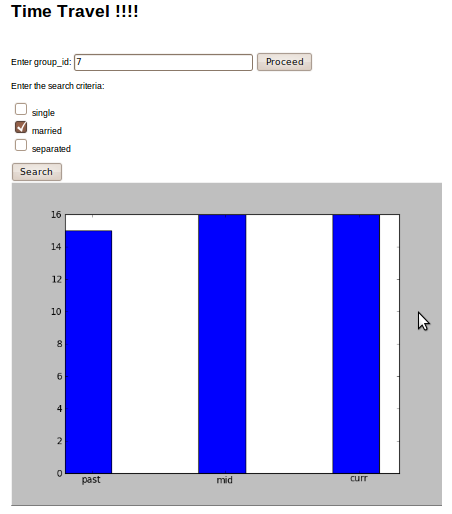 Time Travel !!!!
Enter group_id: 7 Proceed
Enter the search criteria:
single
married
separated
Search
16
14
12
10
8
6
4
2
0
past mid curr